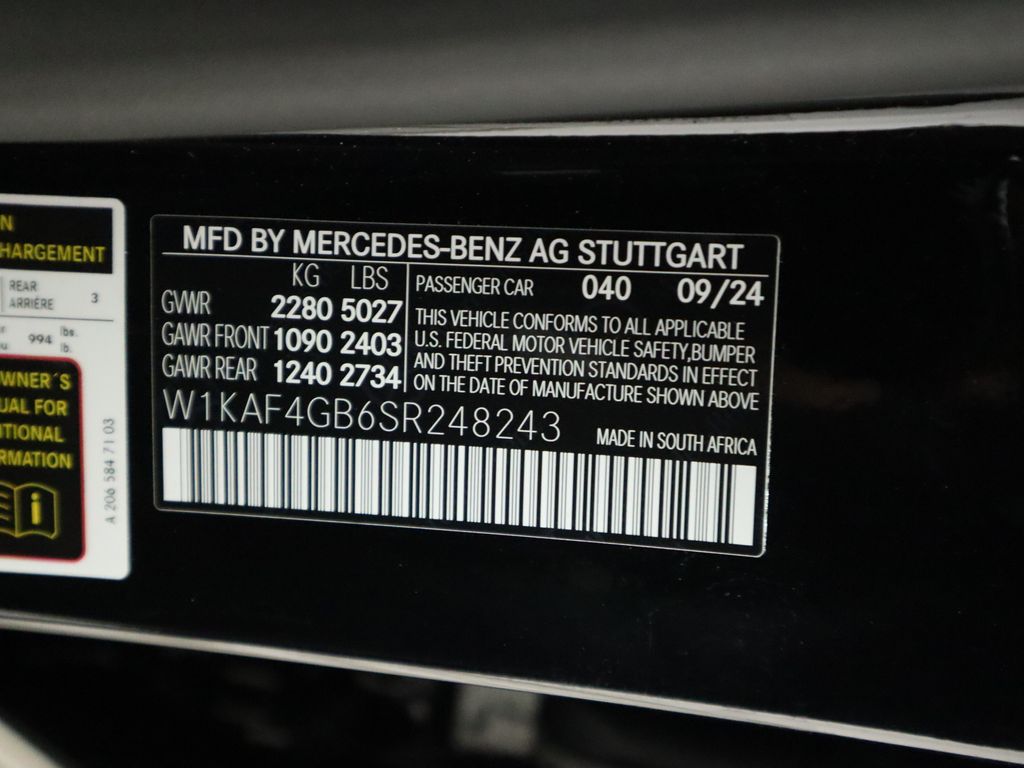 N
HARGEMENT
REAR
ARRIÈRE 3
994 lbs.
lb.
WNER'S
UAL FOR
ITIONAL
RMATION
i
A 206 584 71 03
MFD BY MERCEDES-BENZ AG STUTTGART
KG LBS
GVWR 2280 5027
GAWR FRONT 1090 2403
GAWR REAR 1240 2734
PASSENGER CAR 040 09/24
THIS VEHICLE CONFORMS TO ALL APPLICABLE
U.S. FEDERAL MOTOR VEHICLE SAFETY,BUMPER
AND THEFT PREVENTION STANDARDS IN EFFECT
ON THE DATE OF MANUFACTURE SHOWN ABOVE
W1KAF4GB6SR248243
MADE IN SOUTH AFRICA